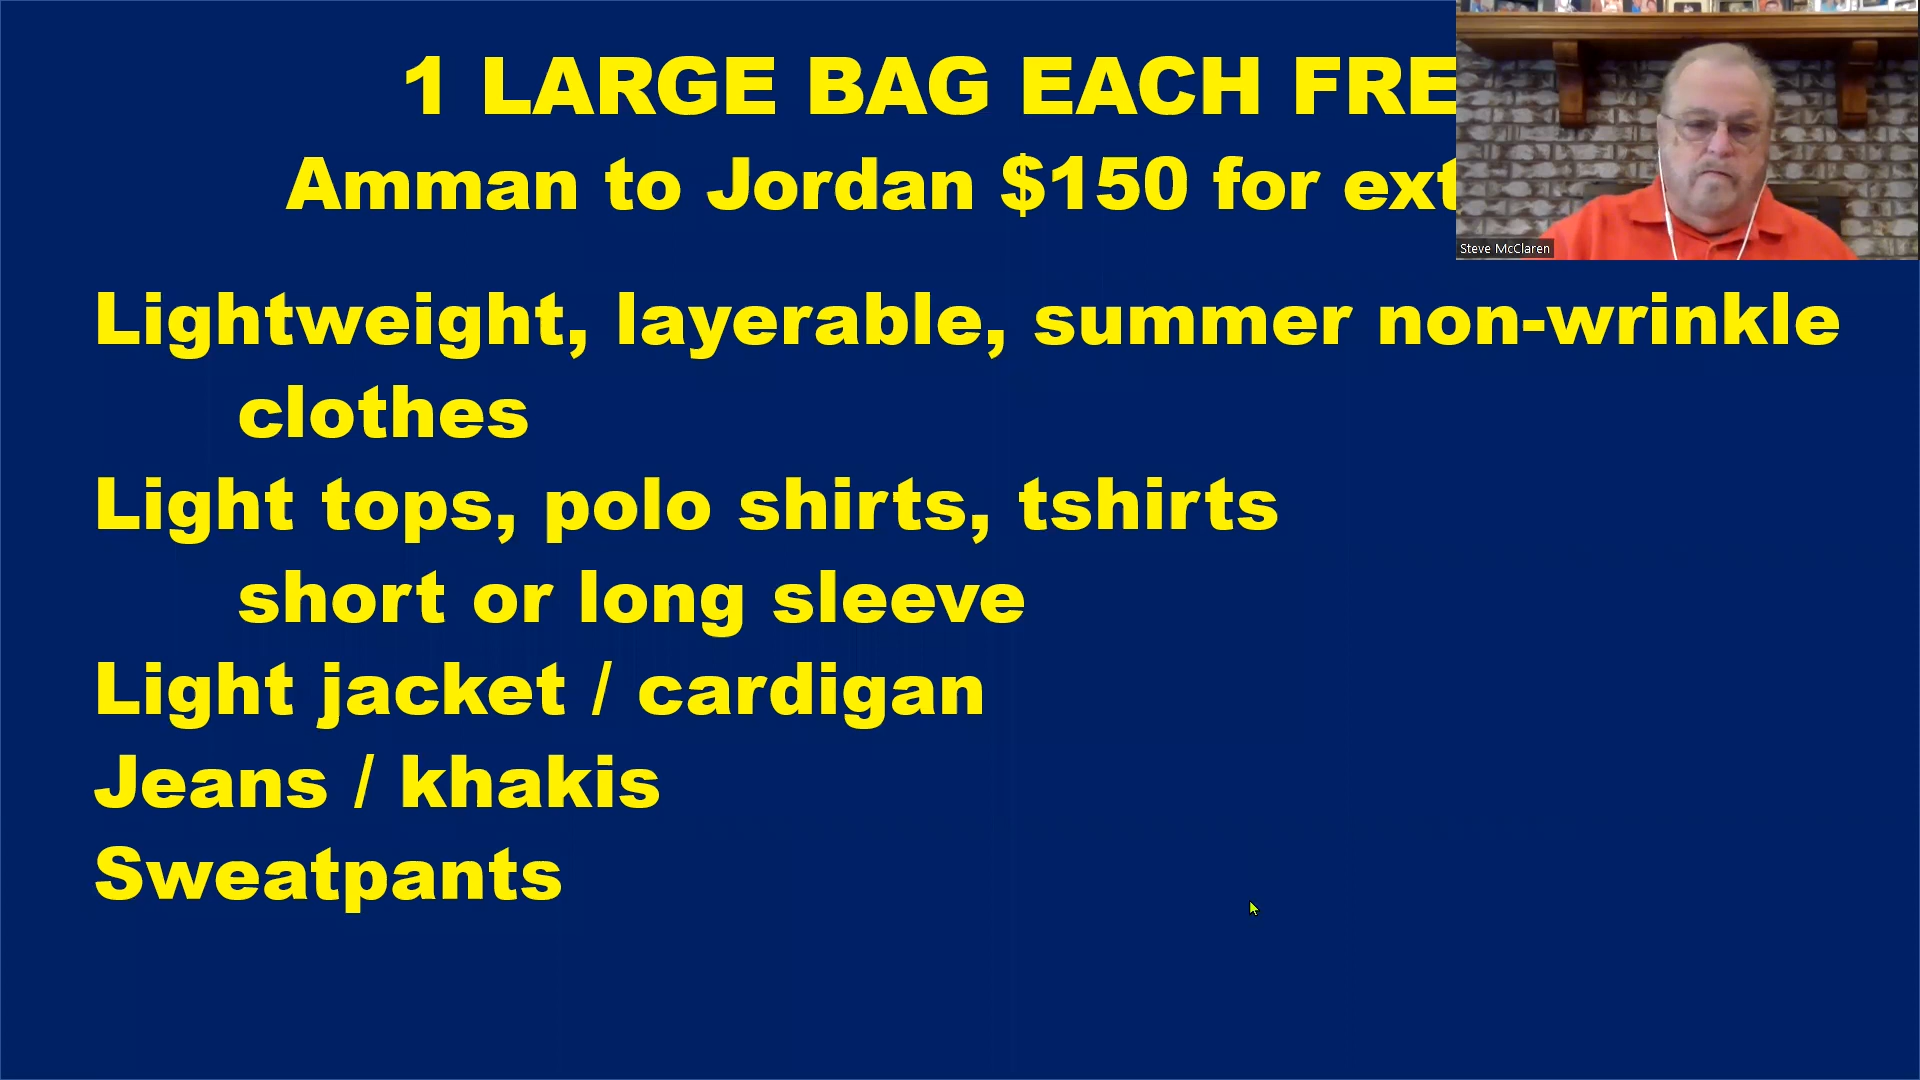 1 LARGE BAG EACH FRE
Amman to Jordan $150 for ext
Steve McClaren
Lightweight, layerable, summer non-wrinkle
clothes
Light tops, polo shirts, tshirts
short or long sleeve
Light jacket / cardigan
Jeans / khakis
Sweatpants